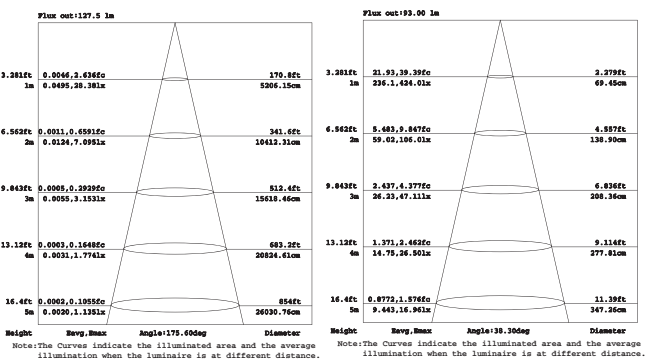 Flux out:127.5 lm
3.281ft 0.0046,2.636fc 170.8ft
1m 0.0495,28.38lx 5206.15cm
6.562ft 0.0011,0.6591fc 341.6ft
2m 0.0124,7.095lx 10412.31cm
9.843ft 0.0005,0.2929fc 512.4ft
3m 0.0055,3.153lx 15618.46cm
13.12ft 0.0003,0.1648fc 683.2ft
4m 0.0031,1.774lx 20824.61cm
16.4ft 0.0002,0.1055fc 854ft
5m 0.0020,1.135lx 26030.76cm
Height Eavg,Emax Angle:175.60deg Diameter
Note:The Curves indicate the illuminated area and the average
illumination when the luminaire is at different distance.
Flux out:93.00 lm
3.281ft 21.93,39.39fc 2.279ft
1m 236.1,424.0lx 69.45cm
6.562ft 5.483,9.847fc 4.557ft
2m 59.02,106.0lx 138.90cm
9.843ft 2.437,4.377fc 6.836ft
3m 26.23,47.11lx 208.36cm
13.12ft 1.371,2.462fc 9.114ft
4m 14.75,26.50lx 277.81cm
16.4ft 0.8772,1.576fc 11.39ft
5m 9.443,16.96lx 347.26cm
Height Eavg,Emax Angle:38.30deg Diameter
Note:The Curves indicate the illuminated area and the average
illumination when the luminaire is at different distance.